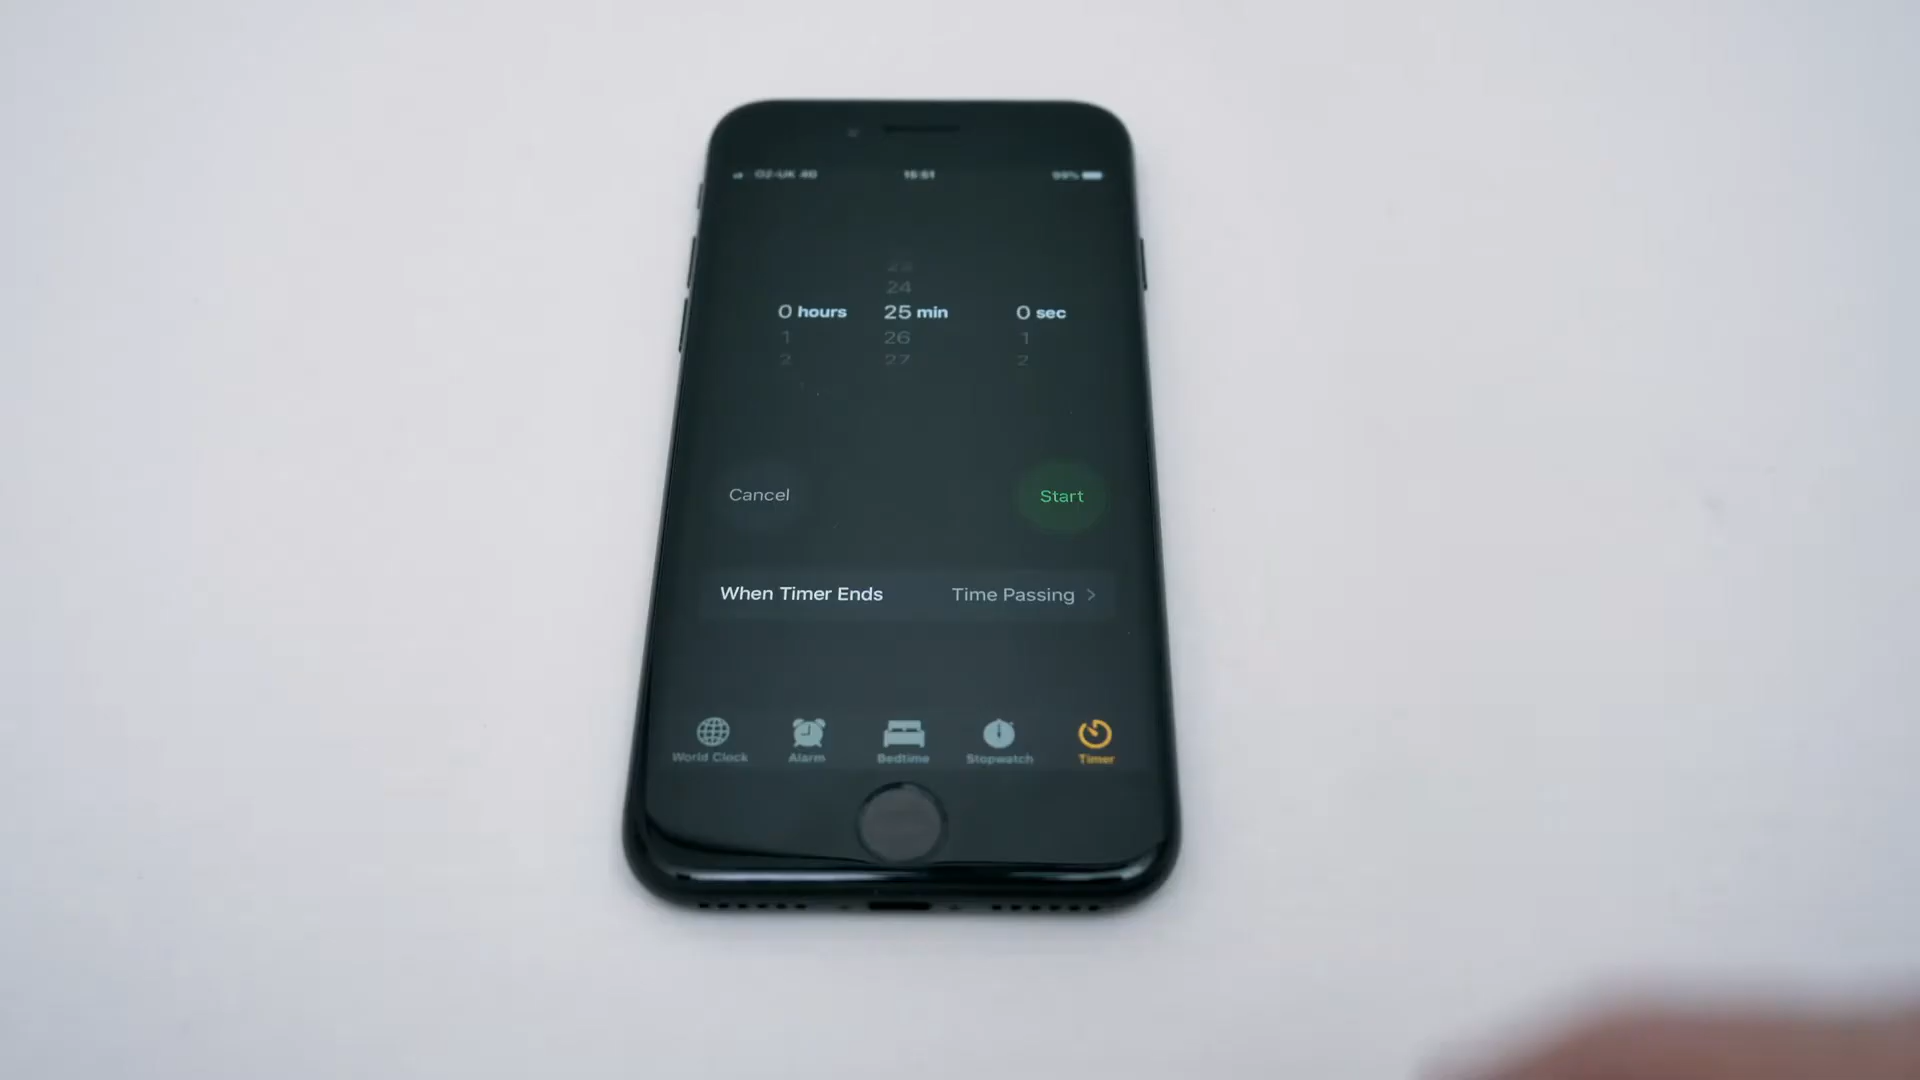 O2-UK 4G 15:51 99%
23
24
0 hours 25 min 0 sec
1 26 1
2 27 2
Cancel Start
When Timer Ends Time Passing >
World Clock Alarm Bedtime Stopwatch Timer